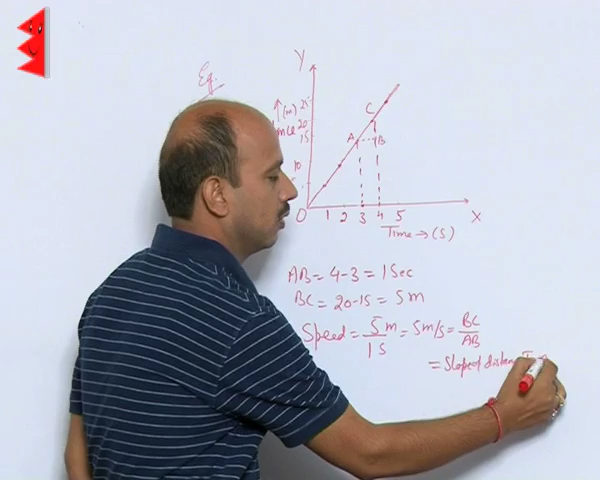 Eg.
Y
↑ (m)
25
20
15
10
C
A
B
O 1 2 3 4 5 X
Time → (S)
AB = 4-3 = 1 Sec
BC = 20-15 = 5 m
Speed = 5m/1S = 5m/s = BC/AB
= Slope of distan